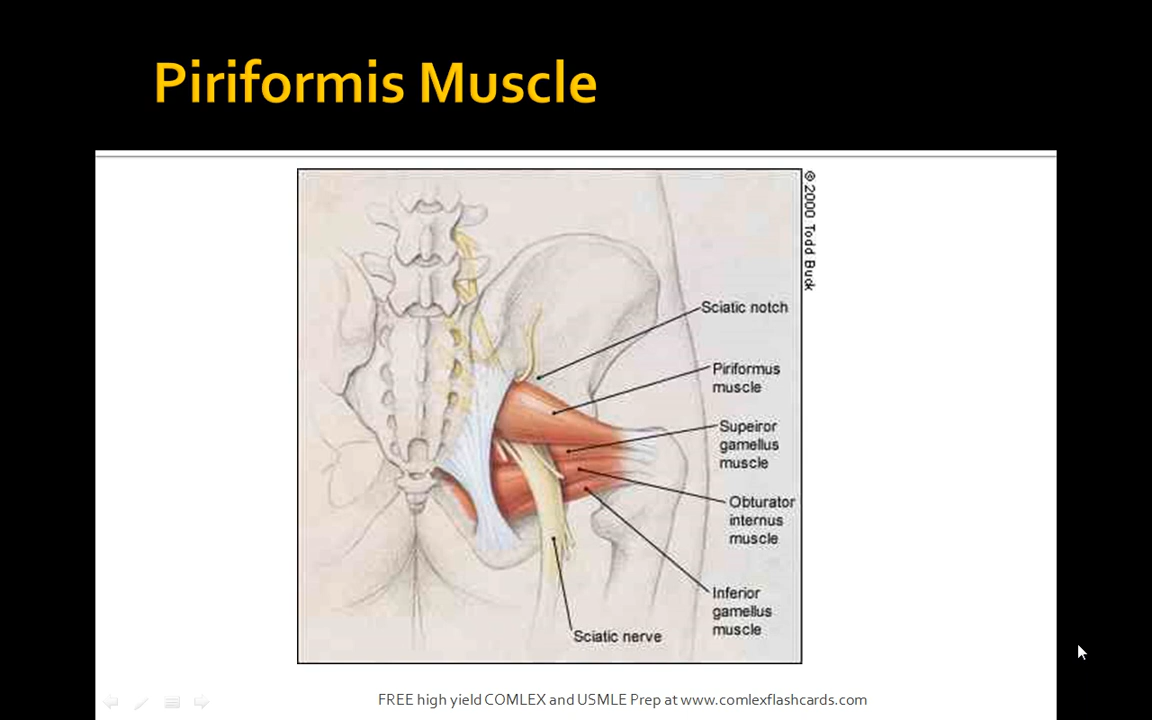 Piriformis Muscle
© 2000 Todd Buck
Sciatic notch
Piriformus
muscle
Supeiror
gamellus
muscle
Obturator
internus
muscle
Inferior
gamellus
muscle
Sciatic nerve
FREE high yield COMLEX and USMLE Prep at www.comlexflashcards.com